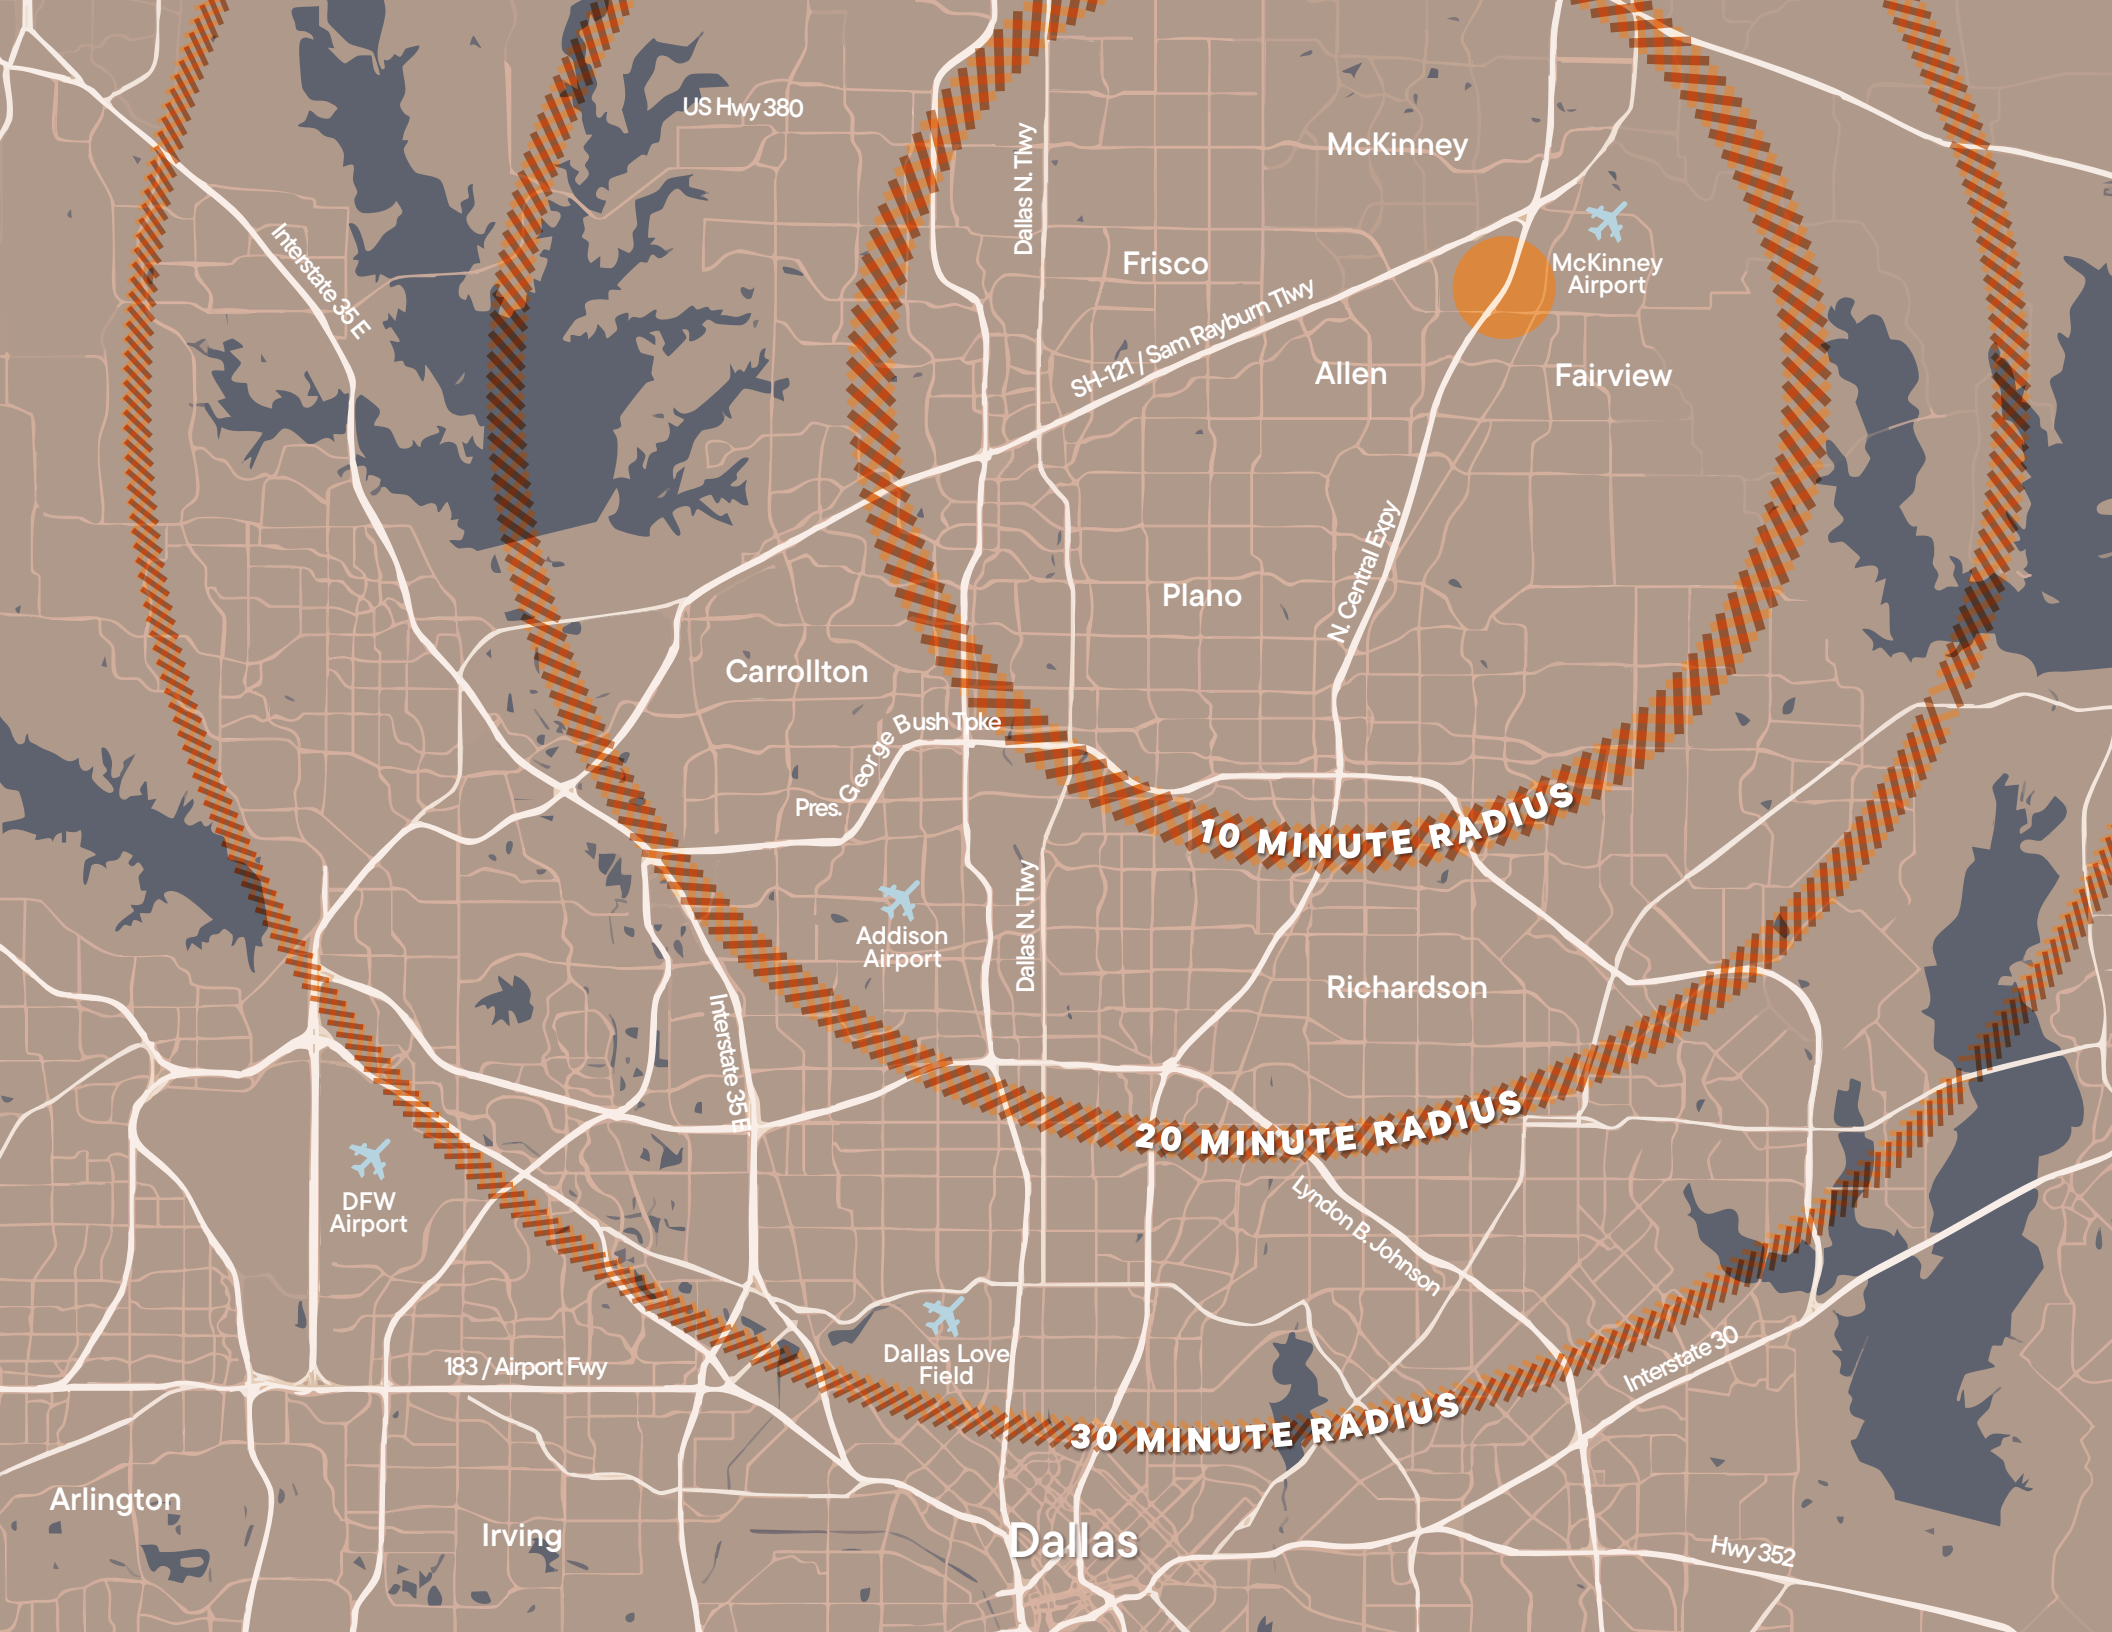 US Hwy 380
McKinney
Dallas N. Tlwy
Interstate 35 E
Frisco
McKinney
Airport
SH-121 / Sam Rayburn Tlwy
Allen
Fairview
N. Central Expy
Plano
Carrollton
Pres. George Bush Toke
10 MINUTE RADIUS
Addison
Airport
Dallas N. Tlwy
Richardson
Interstate 35 E
20 MINUTE RADIUS
DFW
Airport
Lyndon B. Johnson
Dallas Love
Field
183 / Airport Fwy
Interstate 30
30 MINUTE RADIUS
Arlington
Irving
Dallas
Hwy 352